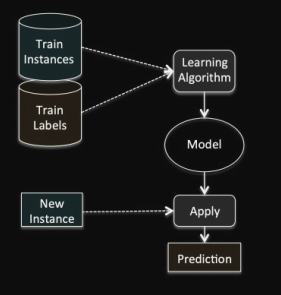 Train
Instances
Learning
Algorithm
Train
Labels
Model
New
Instance
Apply
Prediction